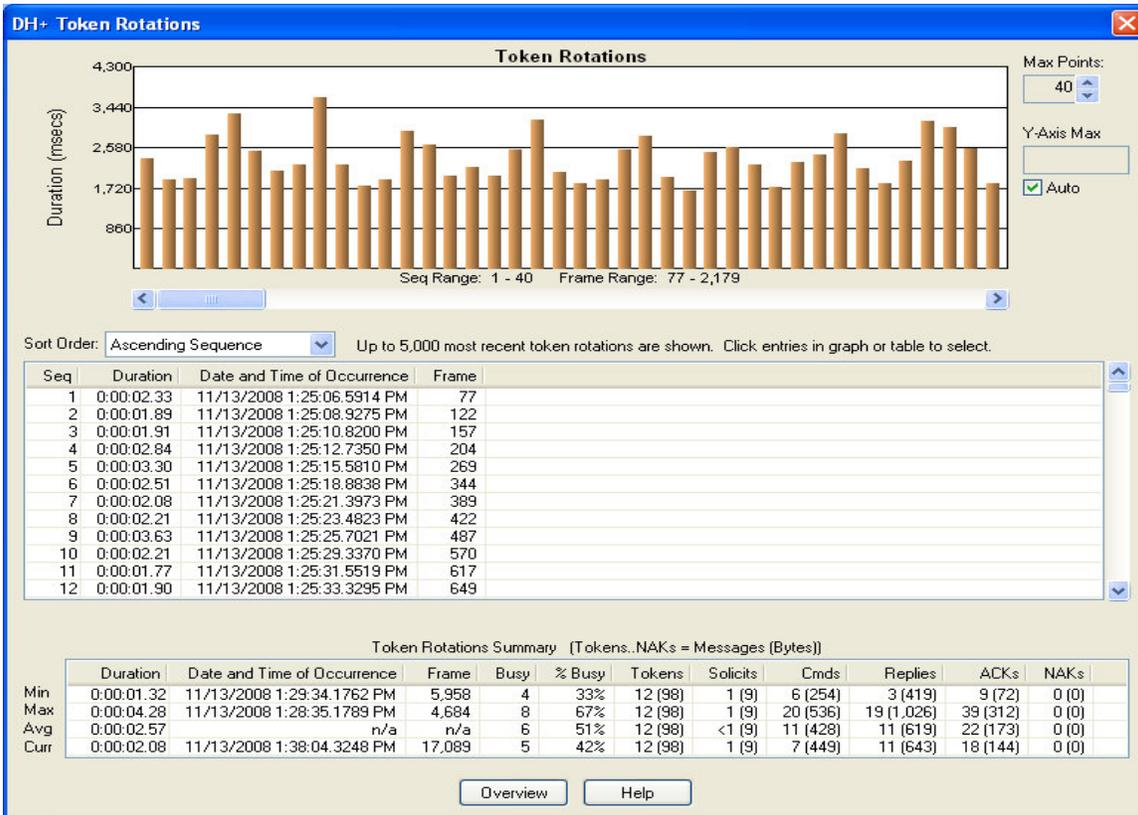 DH+ Token Rotations
Token Rotations
Max Points:
40
Y-Axis Max
Auto
Duration (msecs)
4,300
3,440
2,580
1,720
860
Seq Range: 1 - 40 Frame Range: 77 - 2,179
Sort Order: Ascending Sequence Up to 5,000 most recent token rotations are shown. Click entries in graph or table to select.
Seq Duration Date and Time of Occurrence Frame
1 0:00:02.33 11/13/2008 1:25:06.5914 PM 77
2 0:00:01.89 11/13/2008 1:25:08.9275 PM 122
3 0:00:01.91 11/13/2008 1:25:10.8200 PM 157
4 0:00:02.84 11/13/2008 1:25:12.7350 PM 204
5 0:00:03.30 11/13/2008 1:25:15.5810 PM 269
6 0:00:02.51 11/13/2008 1:25:18.8838 PM 344
7 0:00:02.08 11/13/2008 1:25:21.3973 PM 389
8 0:00:02.21 11/13/2008 1:25:23.4823 PM 422
9 0:00:03.63 11/13/2008 1:25:25.7021 PM 487
10 0:00:02.21 11/13/2008 1:25:29.3370 PM 570
11 0:00:01.77 11/13/2008 1:25:31.5519 PM 617
12 0:00:01.90 11/13/2008 1:25:33.3295 PM 649
Token Rotations Summary (Tokens..NAKs = Messages (Bytes))
Duration Date and Time of Occurrence Frame Busy % Busy Tokens Solicits Cmds Replies ACKs NAKs
Min 0:00:01.32 11/13/2008 1:29:34.1762 PM 5,958 4 33% 12 (98) 1 (9) 6 (254) 3 (419) 9 (72) 0 (0)
Max 0:00:04.28 11/13/2008 1:28:35.1789 PM 4,684 8 67% 12 (98) 1 (9) 20 (536) 19 (1,026) 39 (312) 0 (0)
Avg 0:00:02.57 n/a n/a 6 51% 12 (98) <1 (9) 11 (428) 11 (619) 22 (173) 0 (0)
Curr 0:00:02.08 11/13/2008 1:38:04.3248 PM 17,089 5 42% 12 (98) 1 (9) 7 (449) 11 (643) 18 (144) 0 (0)
Overview Help